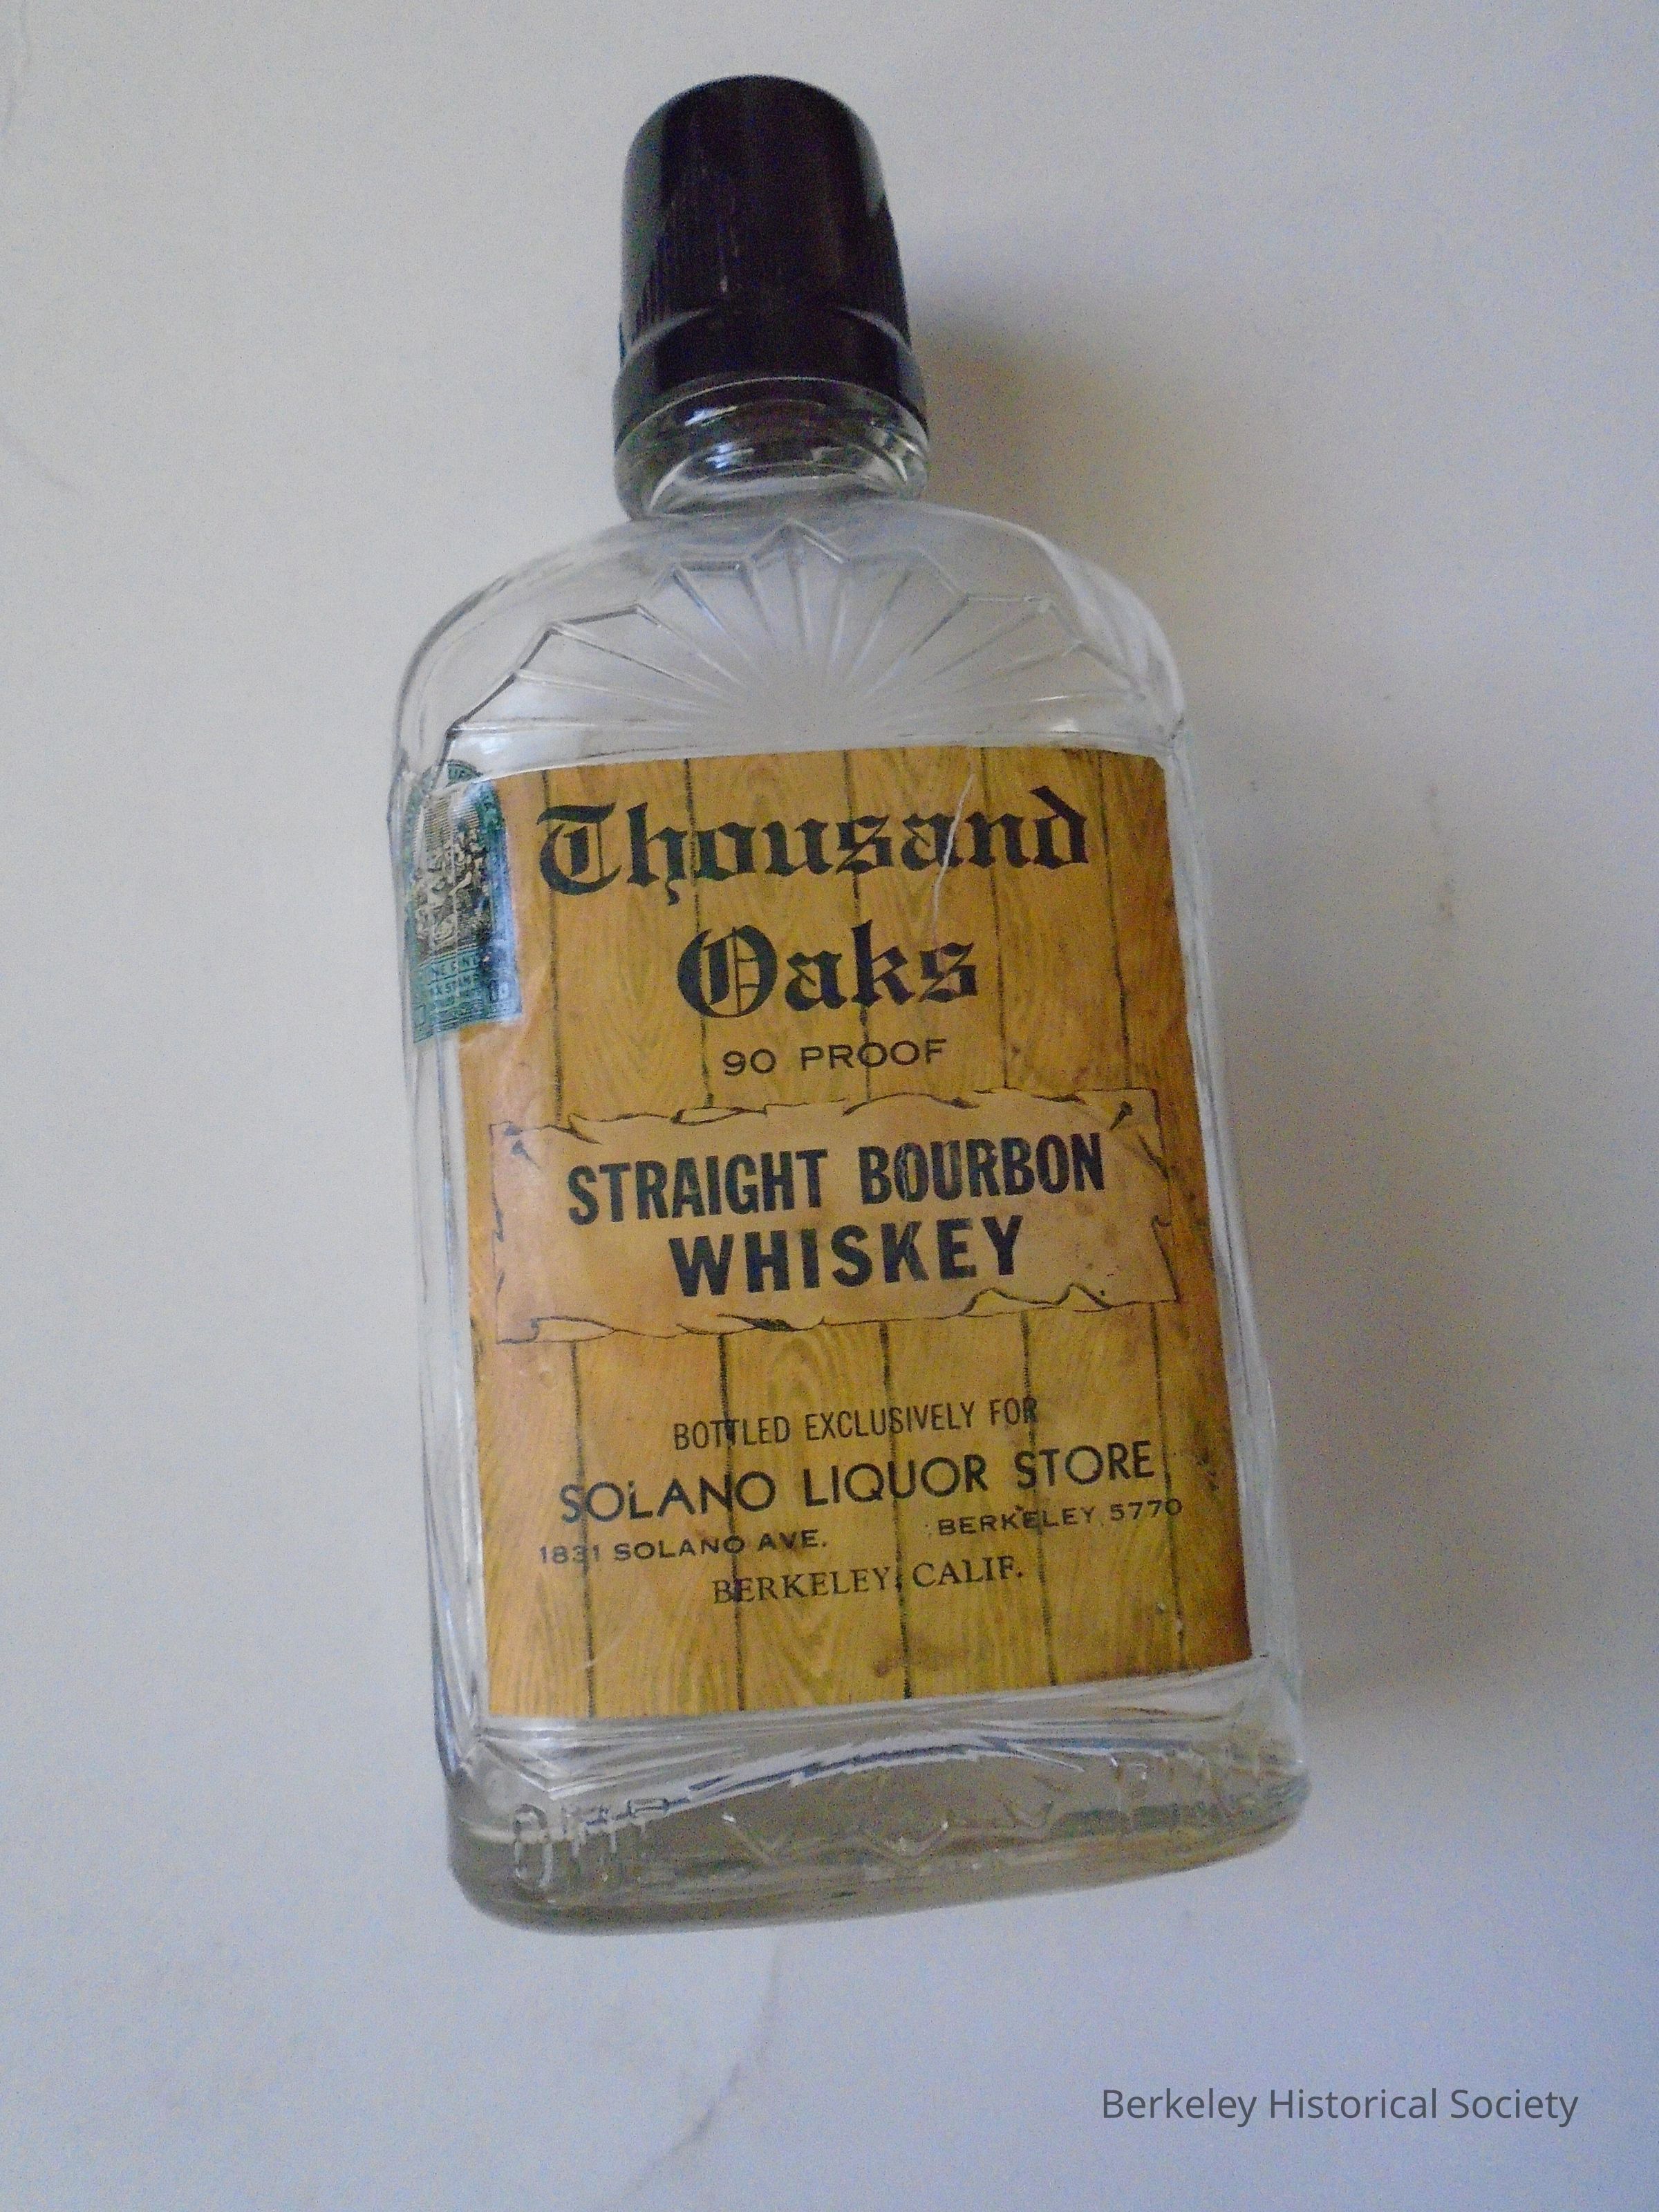 Thousand
Oaks
90 PROOF
STRAIGHT BOURBON
WHISKEY
BOTTLED EXCLUSIVELY FOR
SOLANO LIQUOR STORE
1831 SOLANO AVE. BERKELEY 5770
BERKELEY, CALIF.
Berkeley Historical Society